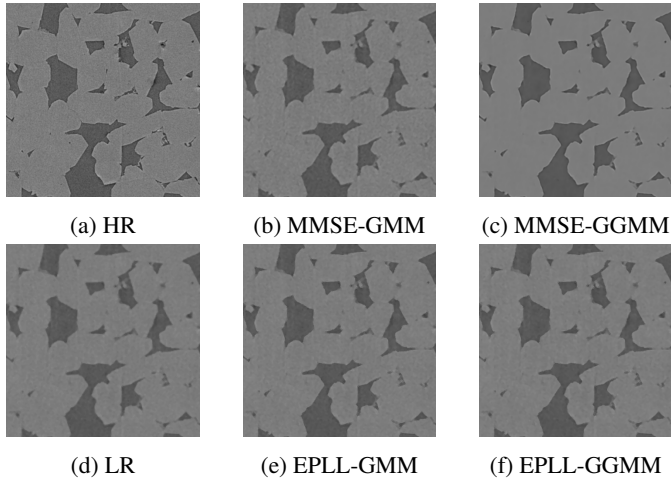 (a) HR
(b) MMSE-GMM
(c) MMSE-GGMM
(d) LR
(e) EPLL-GMM
(f) EPLL-GGMM